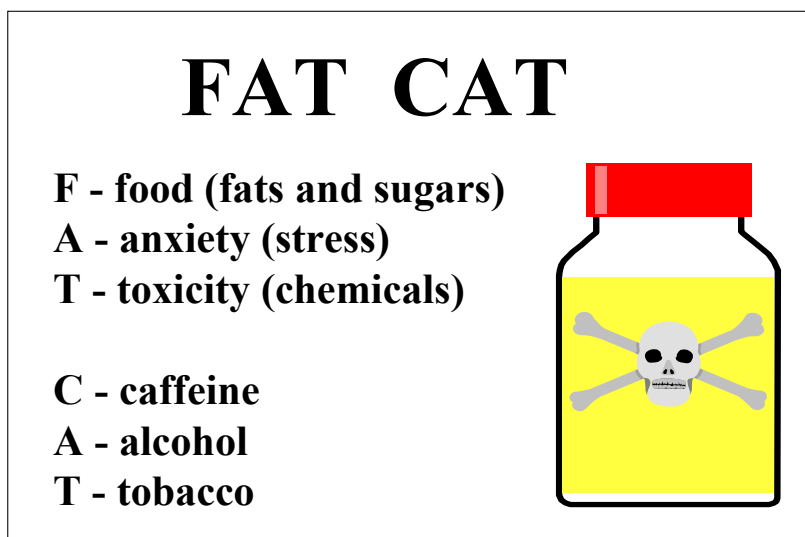 FAT CAT
F - food (fats and sugars)
A - anxiety (stress)
T - toxicity (chemicals)
C - caffeine
A - alcohol
T - tobacco